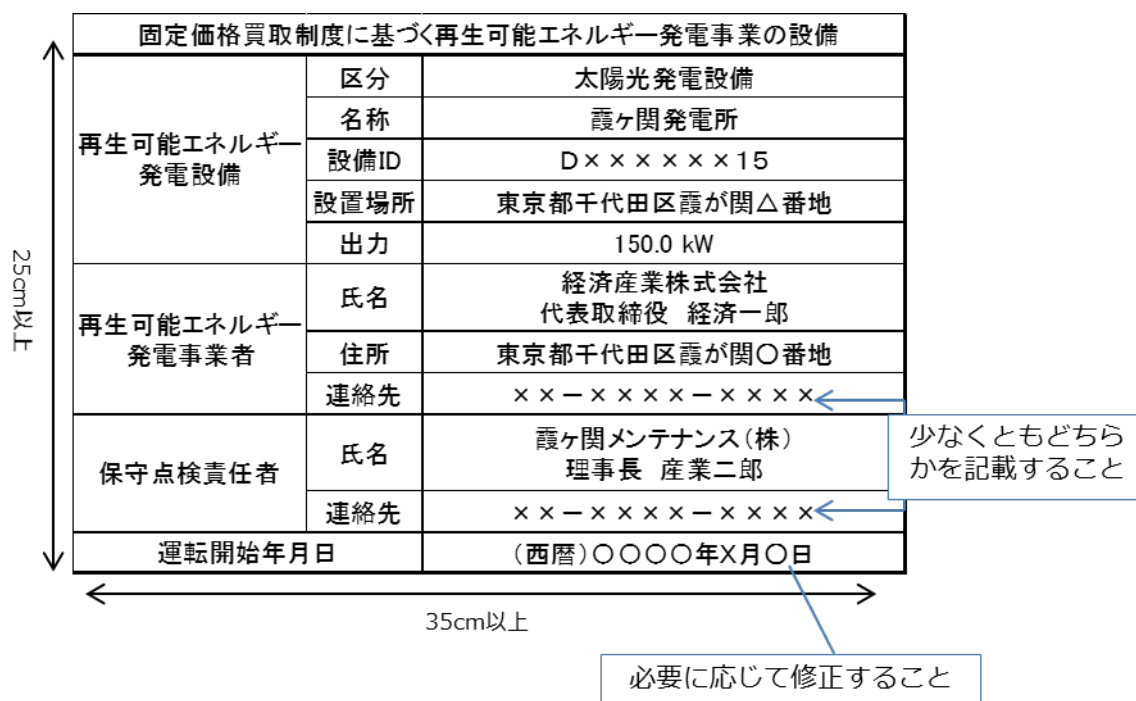 固定価格買取制度に基づく再生可能エネルギー発電事業の設備
再生可能エネルギー
発電設備
区分
太陽光発電設備
名称
霞ヶ関発電所
設備ID
D××××××15
設置場所
東京都千代田区霞が関△番地
出力
150.0 kW
再生可能エネルギー
発電事業者
氏名
経済産業株式会社
代表取締役 経済一郎
住所
東京都千代田区霞が関〇番地
連絡先
××－××××－××××
保守点検責任者
氏名
霞ヶ関メンテナンス(株)
理事長 産業二郎
連絡先
××－××××－××××
運転開始年月日
(西暦)〇〇〇〇年X月〇日
25cm以上
35cm以上
少なくともどちら
かを記載すること
必要に応じて修正すること